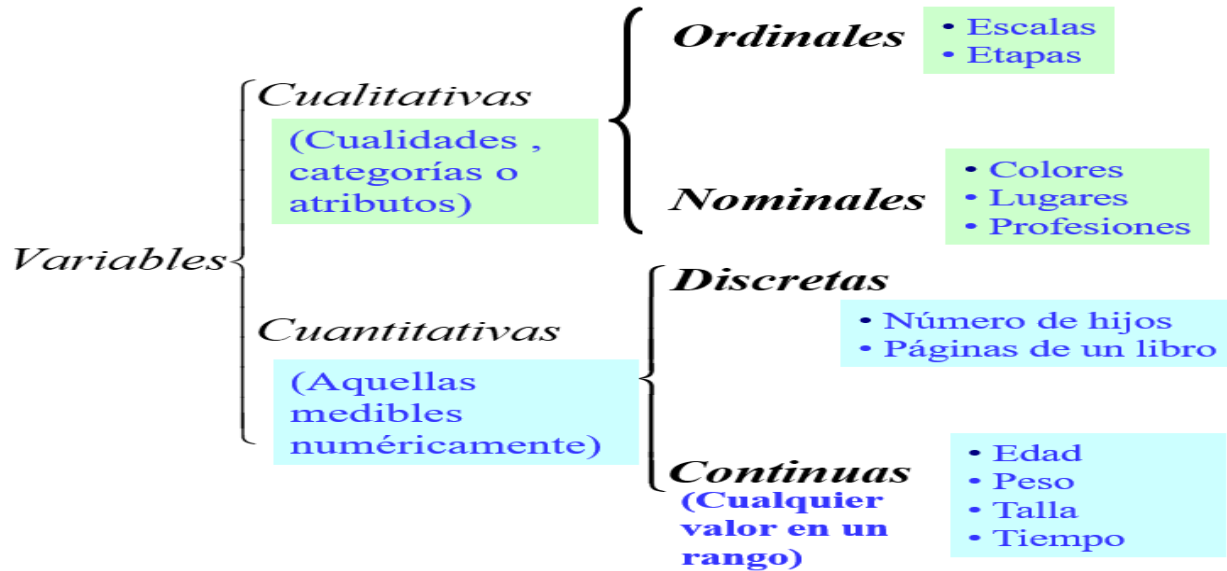 Variables
Cualitativas
(Cualidades ,
categorías o
atributos)
Ordinales
• Escalas
• Etapas
Nominales
• Colores
• Lugares
• Profesiones
Cuantitativas
(Aquellas
medibles
numéricamente)
Discretas
• Número de hijos
• Páginas de un libro
Continuas
(Cualquier
valor en un
rango)
• Edad
• Peso
• Talla
• Tiempo